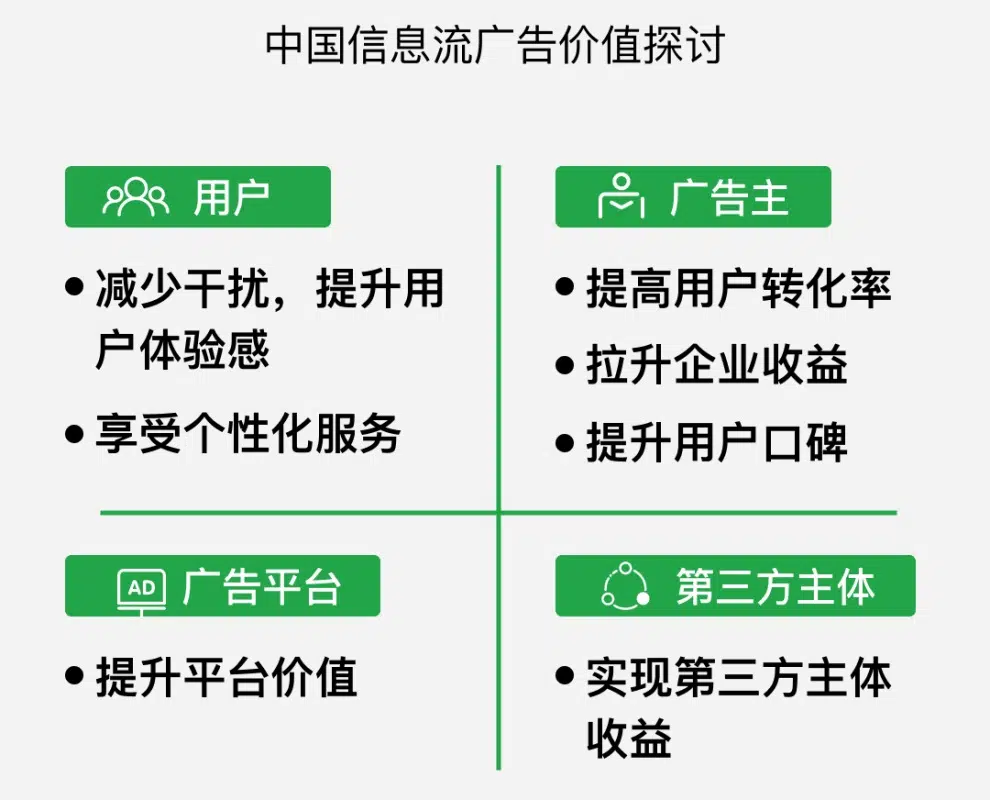 中国信息流广告价值探讨
用户
• 减少干扰，提升用
户体验感
• 享受个性化服务
广告主
• 提高用户转化率
• 拉升企业收益
• 提升用户口碑
AD 广告平台
• 提升平台价值
第三方主体
• 实现第三方主体
收益